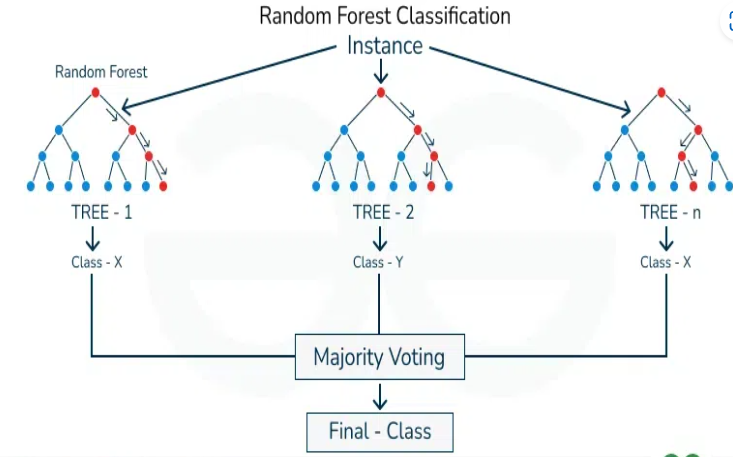 Random Forest Classification
Instance
Random Forest
TREE - 1
TREE - 2
TREE - n
Class - X
Class - Y
Class - X
Majority Voting
Final - Class